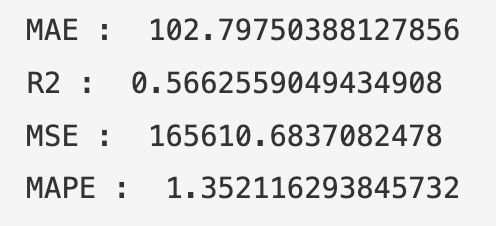 MAE :  102.79750388127856
R2 :  0.5662559049434908
MSE :  165610.6837082478
MAPE :  1.352116293845732